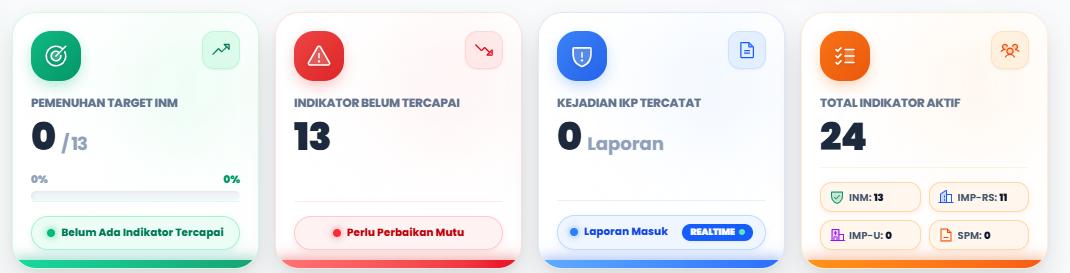 PEMENUHAN TARGET INM
0 / 13
0% 0%
Belum Ada Indikator Tercapai
INDIKATOR BELUM TERCAPAI
13
Perlu Perbaikan Mutu
KEJADIAN IKP TERCATAT
0 Laporan
Laporan Masuk REALTIME
TOTAL INDIKATOR AKTIF
24
INM: 13 IMP-RS: 11
IMP-U: 0 SPM: 0